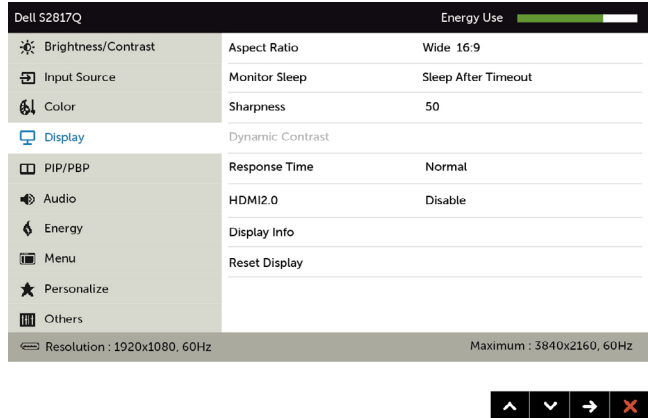 Dell S2817Q Energy Use
Brightness/Contrast Aspect Ratio Wide 16:9
Input Source Monitor Sleep Sleep After Timeout
Color Sharpness 50
Display Dynamic Contrast
PIP/PBP Response Time Normal
Audio HDMI2.0 Disable
Energy Display Info
Menu Reset Display
Personalize
Others
Resolution : 1920x1080, 60Hz Maximum : 3840x2160, 60Hz